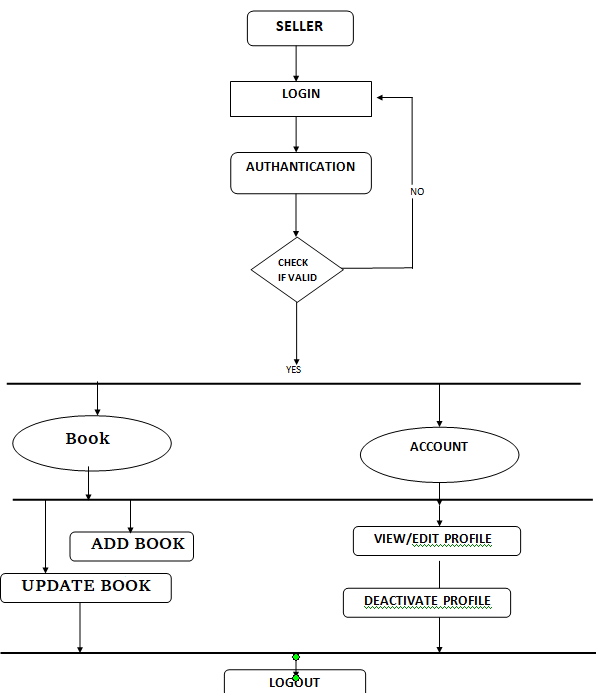 SELLER
LOGIN
AUTHANTICATION
NO
CHECK
IF VALID
YES
Book
ACCOUNT
ADD BOOK
VIEW/EDIT PROFILE
UPDATE BOOK
DEACTIVATE PROFILE
LOGOUT